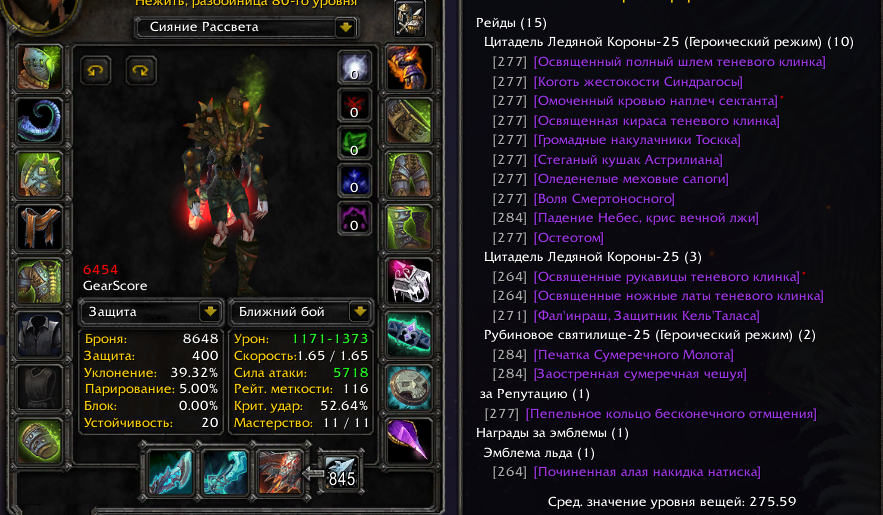 Нежить, разбойница 80-го уровня
Сияние Рассвета
0
0
0
0
0
6454
GearScore
Защита
Ближний бой
Броня: 8648
Защита: 400
Уклонение: 39.32%
Парирование: 5.00%
Блок: 0.00%
Устойчивость: 20
Урон: 1171-1373
Скорость: 1.65 / 1.65
Сила атаки: 5718
Рейт. меткости: 116
Крит. удар: 52.64%
Мастерство: 11 / 11
845
Рейды (15)
Цитадель Ледяной Короны-25 (Героический режим) (10)
[277] [Освященный полный шлем теневого клинка]
[277] [Коготь жестокости Синдрагосы]
[277] [Омоченный кровью наплеч сектанта]*
[277] [Освященная кираса теневого клинка]
[277] [Громадные накулачники Тоскка]
[277] [Стеганый кушак Астрилиана]
[277] [Оледенелые меховые сапоги]
[277] [Воля Смертоносного]
[284] [Падение Небес, крис вечной лжи]
[277] [Остеотом]
Цитадель Ледяной Короны-25 (3)
[264] [Освященные рукавицы теневого клинка]*
[264] [Освященные ножные латы теневого клинка]
[271] [Фал'инраш, Защитник Кель'Таласа]
Рубиновое святилище-25 (Героический режим) (2)
[284] [Печатка Сумеречного Молота]
[284] [Заостренная сумеречная чешуя]
за Репутацию (1)
[277] [Пепельное кольцо бесконечного отмщения]
Награды за эмблемы (1)
Эмблема льда (1)
[264] [Починенная алая накидка натиска]
Сред. значение уровня вещей: 275.59